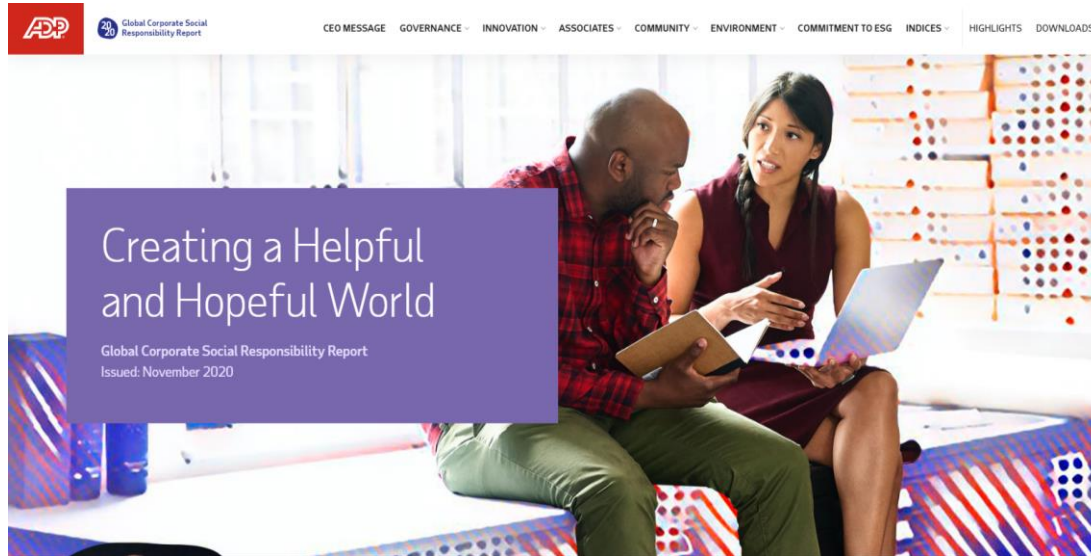 ADP
2020
Global Corporate Social
Responsibility Report
CEO MESSAGE GOVERNANCE INNOVATION ASSOCIATES COMMUNITY ENVIRONMENT COMMITMENT TO ESG INDICES HIGHLIGHTS DOWNLOADS
Creating a Helpful
and Hopeful World
Global Corporate Social Responsibility Report
Issued: November 2020